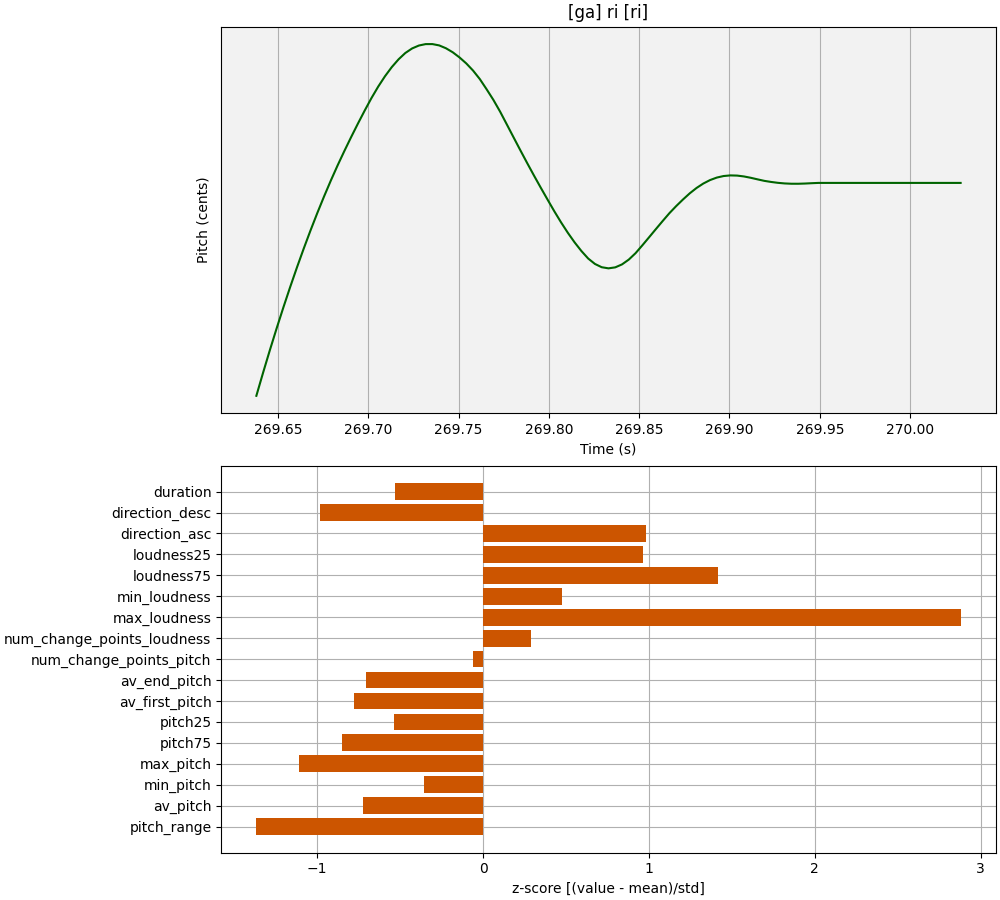 [ga] ri [ri]
Pitch (cents)
269.65 269.70 269.75 269.80 269.85 269.90 269.95 270.00
Time (s)
duration
direction_desc
direction_asc
loudness25
loudness75
min_loudness
max_loudness
num_change_points_loudness
num_change_points_pitch
av_end_pitch
av_first_pitch
pitch25
pitch75
max_pitch
min_pitch
av_pitch
pitch_range
−1 0 1 2 3
z-score [(value - mean)/std]